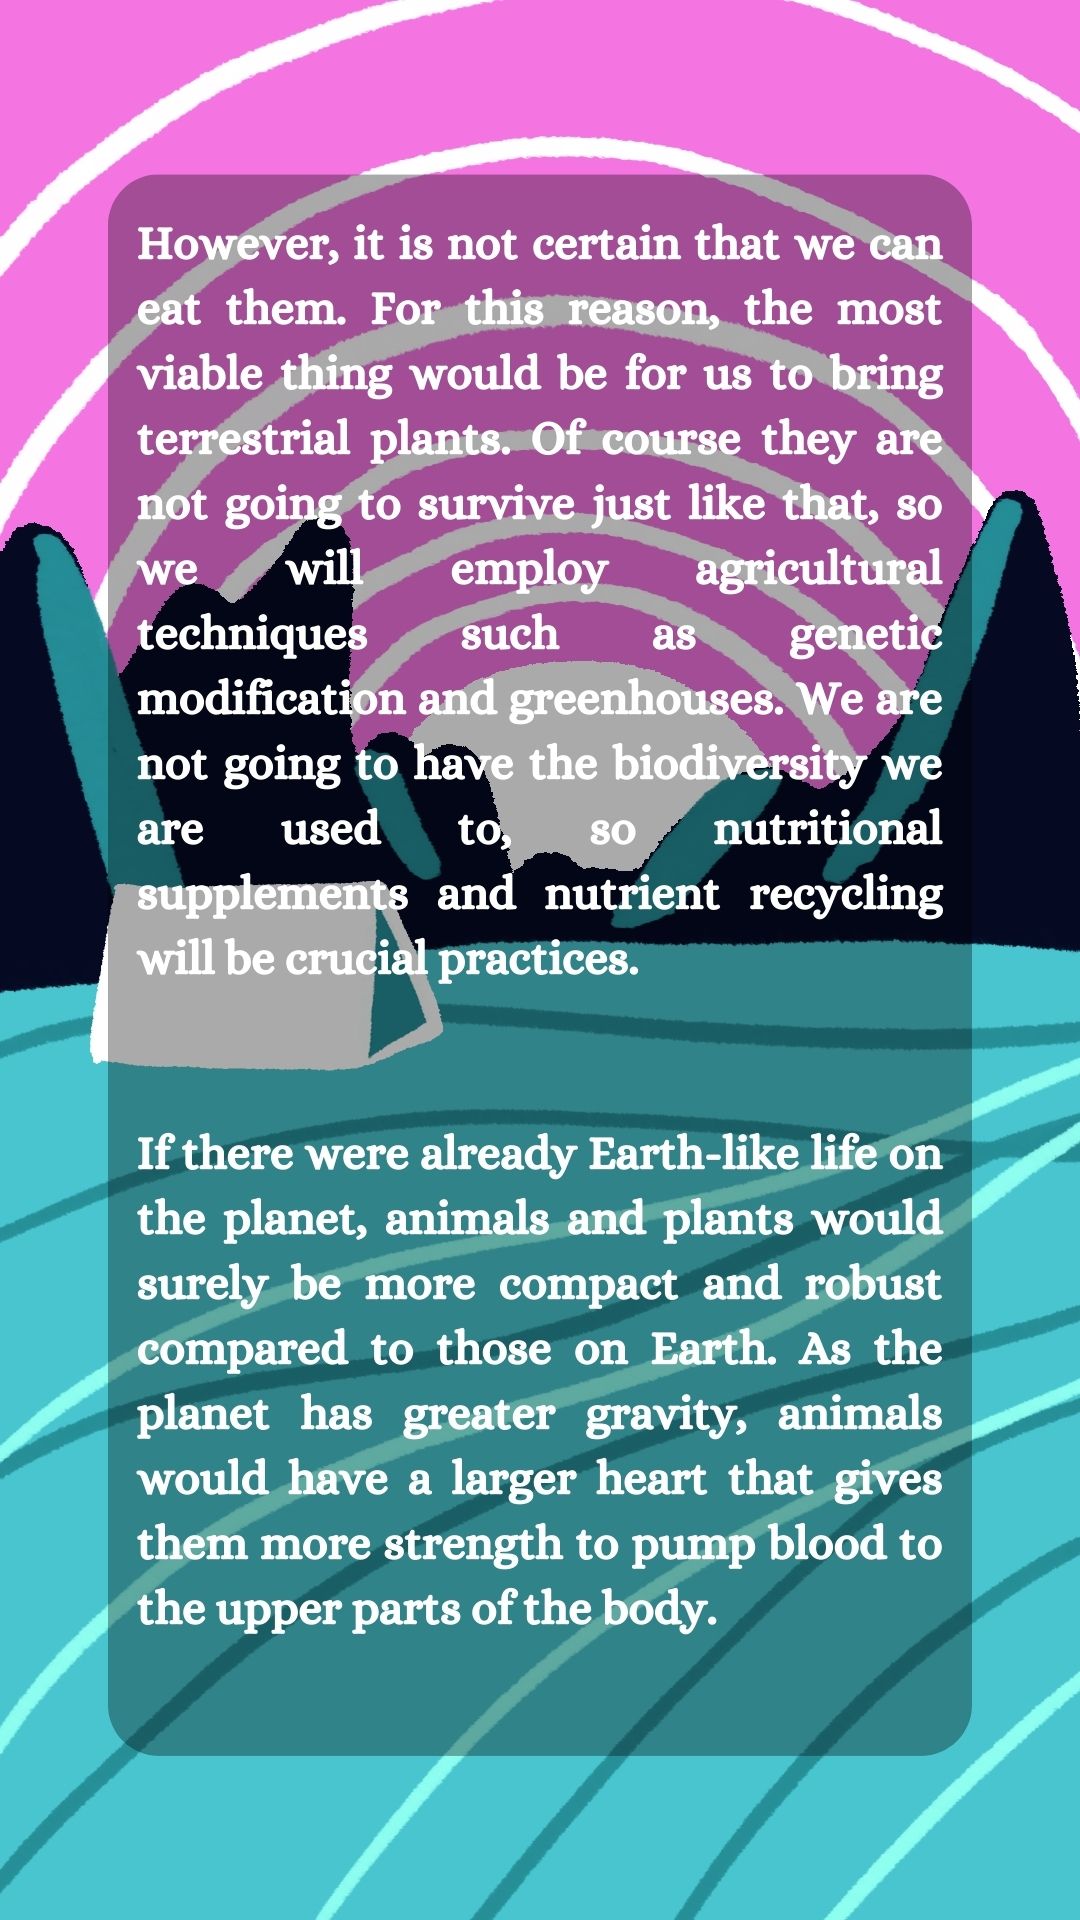 However, it is not certain that we can
eat them. For this reason, the most
viable thing would be for us to bring
terrestrial plants. Of course they are
not going to survive just like that, so
we will employ agricultural
techniques such as genetic
modification and greenhouses. We are
not going to have the biodiversity we
are used to, so nutritional
supplements and nutrient recycling
will be crucial practices.
If there were already Earth-like life on
the planet, animals and plants would
surely be more compact and robust
compared to those on Earth. As the
planet has greater gravity, animals
would have a larger heart that gives
them more strength to pump blood to
the upper parts of the body.